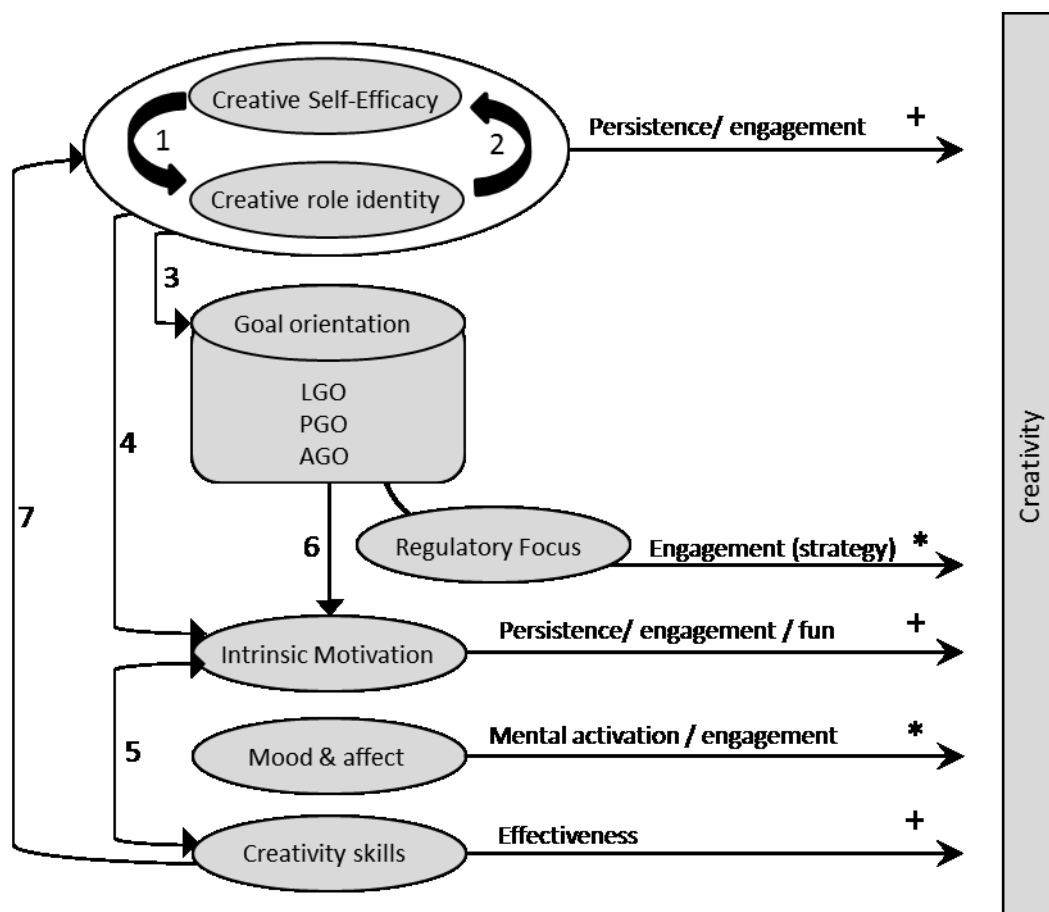 Creative Self-Efficacy
1
2
Creative role identity
Persistence/ engagement +
3
Goal orientation
LGO
PGO
AGO
4
7
6
Regulatory Focus
Engagement (strategy) *
Intrinsic Motivation
Persistence/ engagement / fun +
5
Mood & affect
Mental activation / engagement *
Creativity skills
Effectiveness +
Creativity